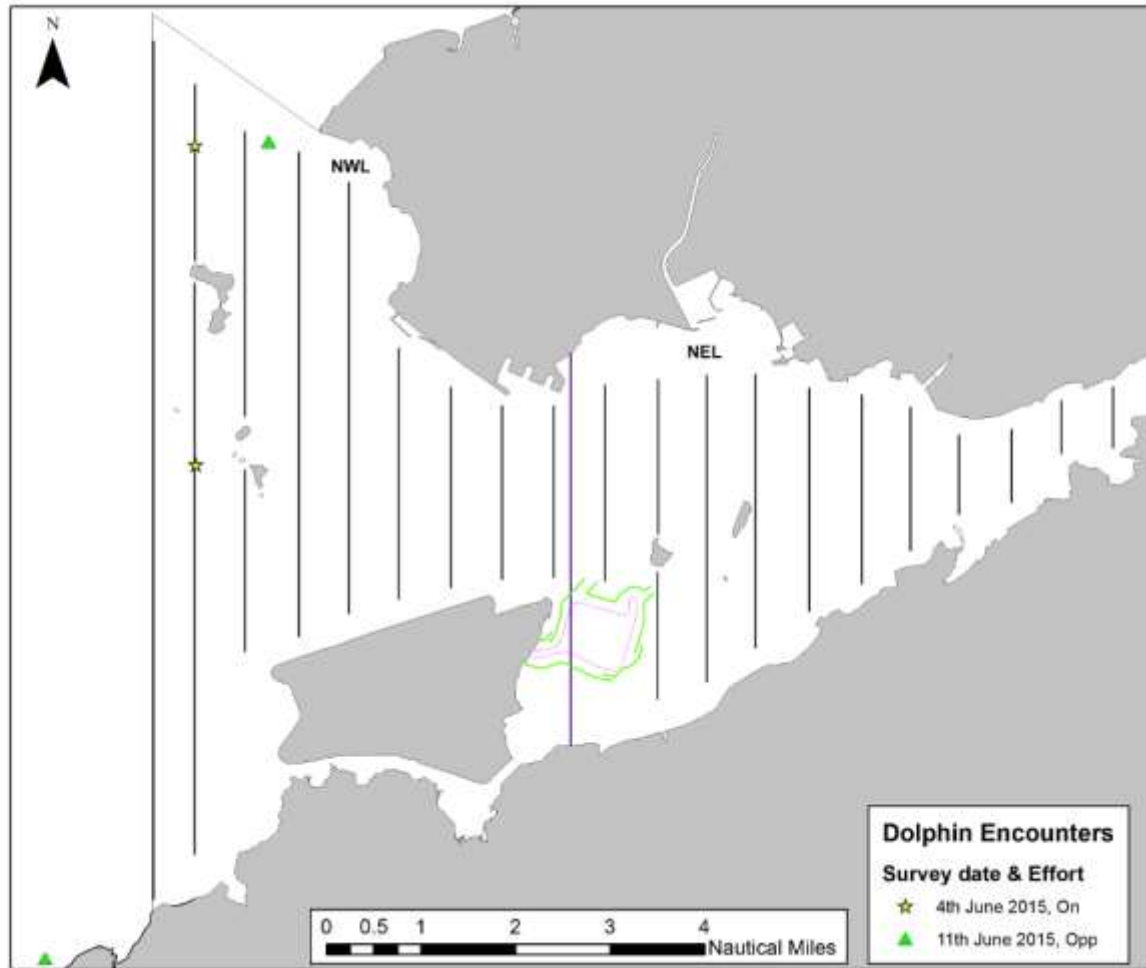 N
NWL
NEL
Dolphin Encounters
Survey date & Effort
4th June 2015, On
11th June 2015, Opp
0 0.5 1 2 3 4
Nautical Miles